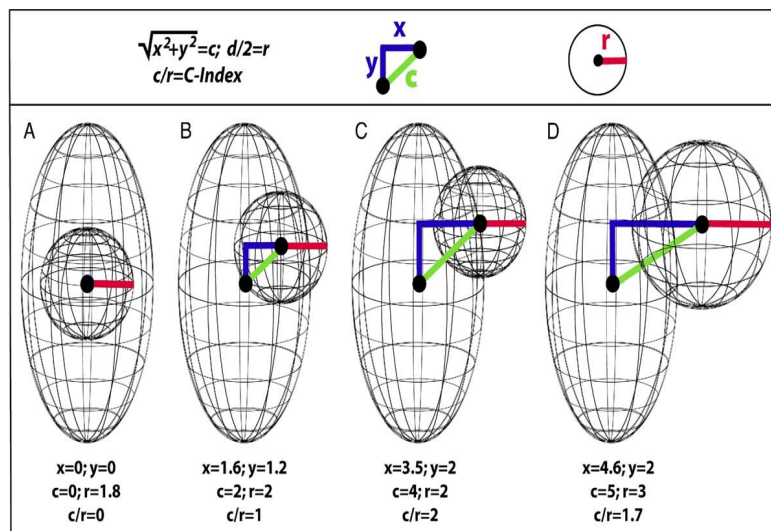 √x²+y²=c; d/2=r
c/r=C-Index
x
y
c
r
A
B
C
D
x=0; y=0
c=0; r=1.8
c/r=0
x=1.6; y=1.2
c=2; r=2
c/r=1
x=3.5; y=2
c=4; r=2
c/r=2
x=4.6; y=2
c=5; r=3
c/r=1.7